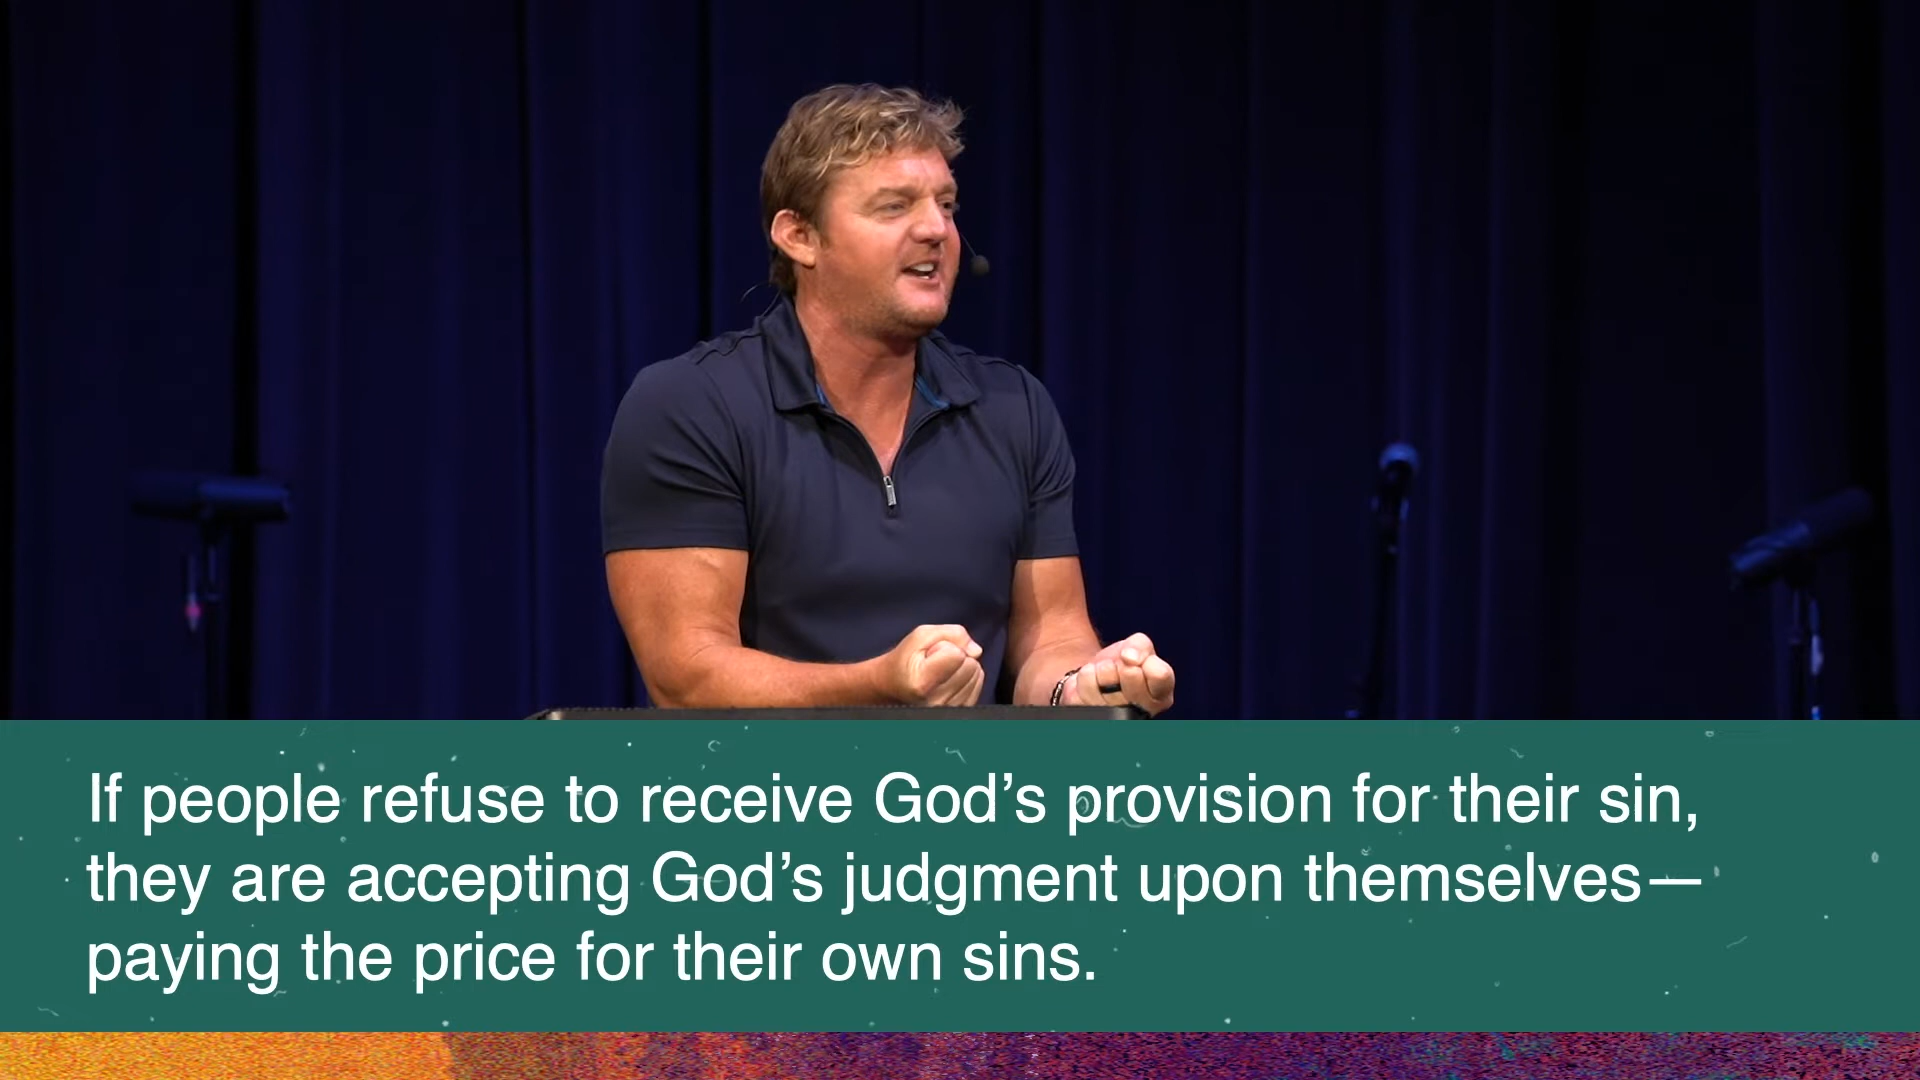 If people refuse to receive God’s provision for their sin,
they are accepting God’s judgment upon themselves—
paying the price for their own sins.